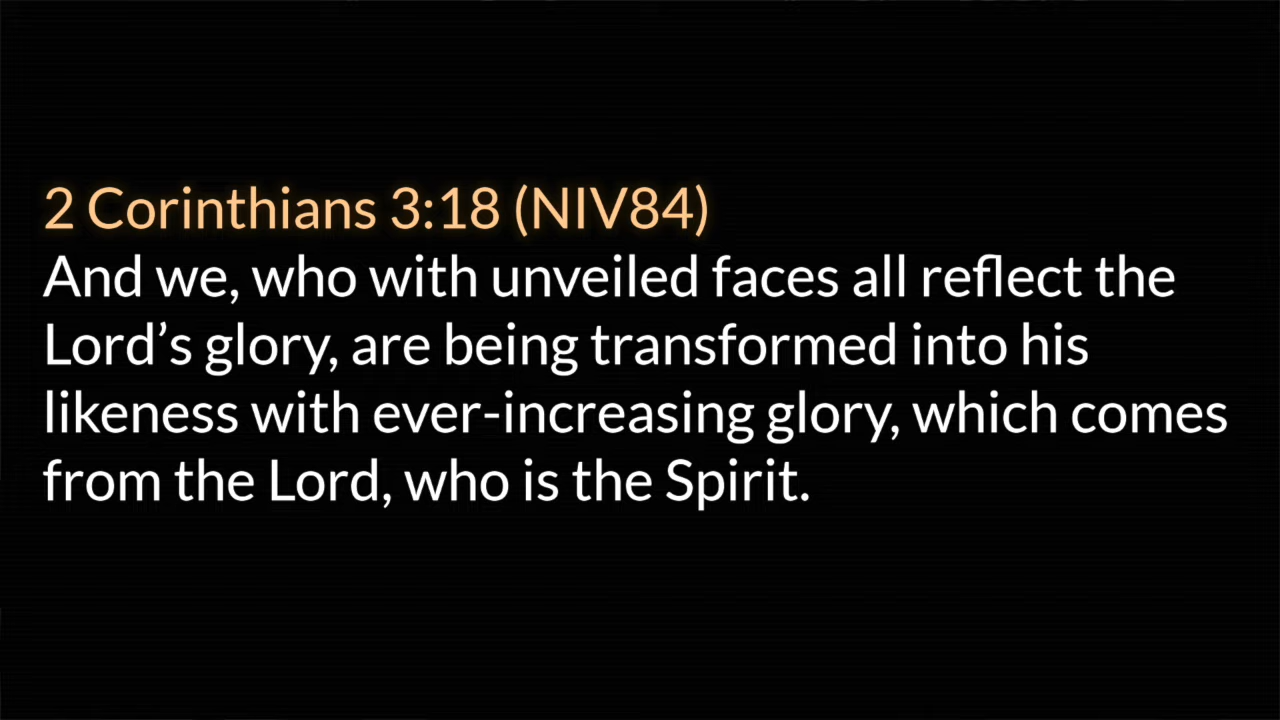 2 Corinthians 3:18 (NIV84)
And we, who with unveiled faces all reflect the
Lord’s glory, are being transformed into his
likeness with ever-increasing glory, which comes
from the Lord, who is the Spirit.